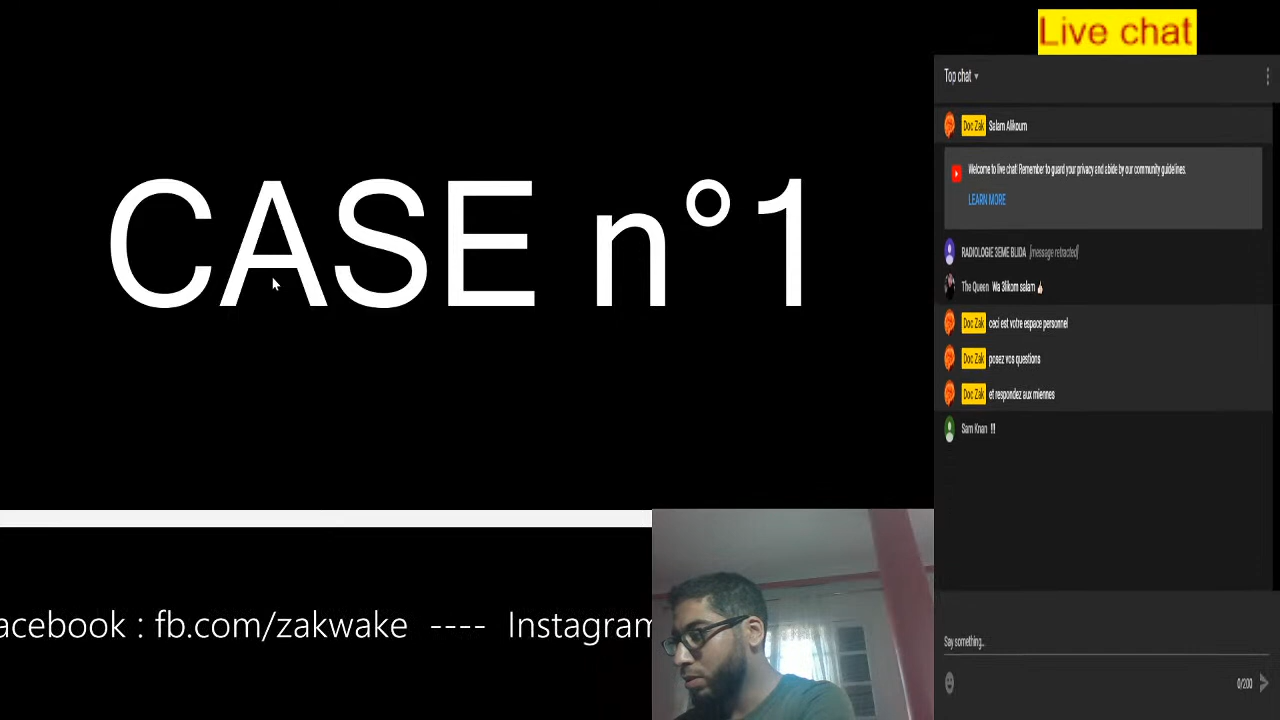 CASE n°1
acebook : fb.com/zakwake ---- Instagram
Live chat
Top chat
Doc Zak Salam Alikoum
Welcome to live chat! Remember to guard your privacy and abide by our community guidelines.
LEARN MORE
RADIOLOGIE 3EME BLIDA [message retracted]
The Queen Wa 3likom salam
Doc Zak ceci est votre espace personnel
Doc Zak posez vos questions
Doc Zak et respondez aux miennes
Sam Knan !!!
Say something...
0/200